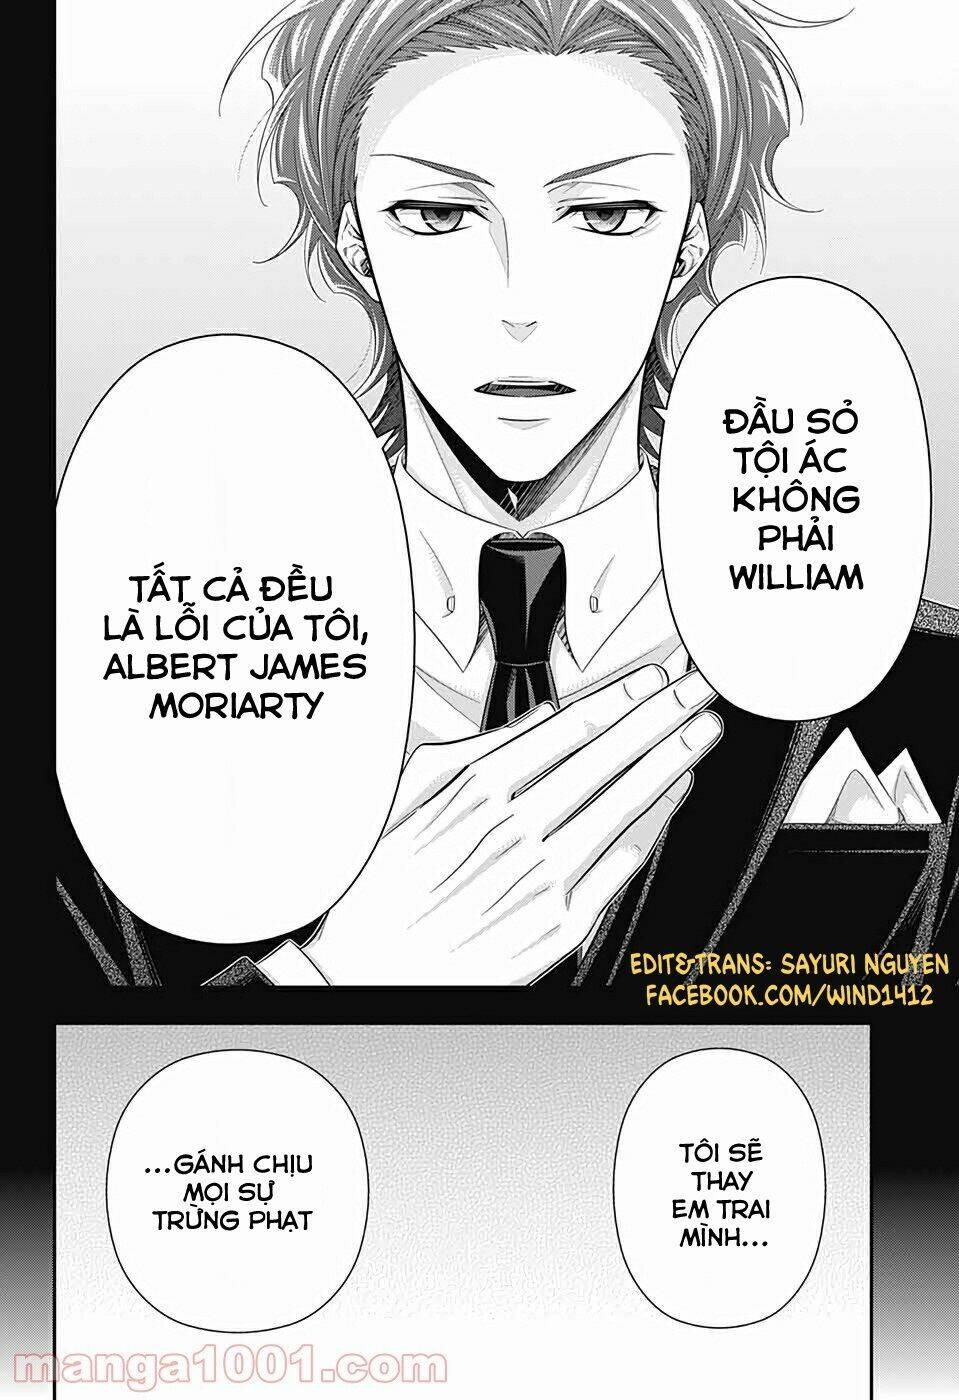 ĐẦU SỎ
TỘI ÁC
KHÔNG
PHẢI
WILLIAM
TẤT CẢ ĐỀU
LÀ LỖI CỦA TÔI,
ALBERT JAMES
MORIARTY
EDIT&TRANS: SAYURI NGUYEN
FACEBOOK.COM/WIND1412
TÔI SẼ
THAY
EM TRAI
MÌNH...
...GÁNH CHỊU
MỌI SỰ
TRỪNG PHẠT
manga1001.com